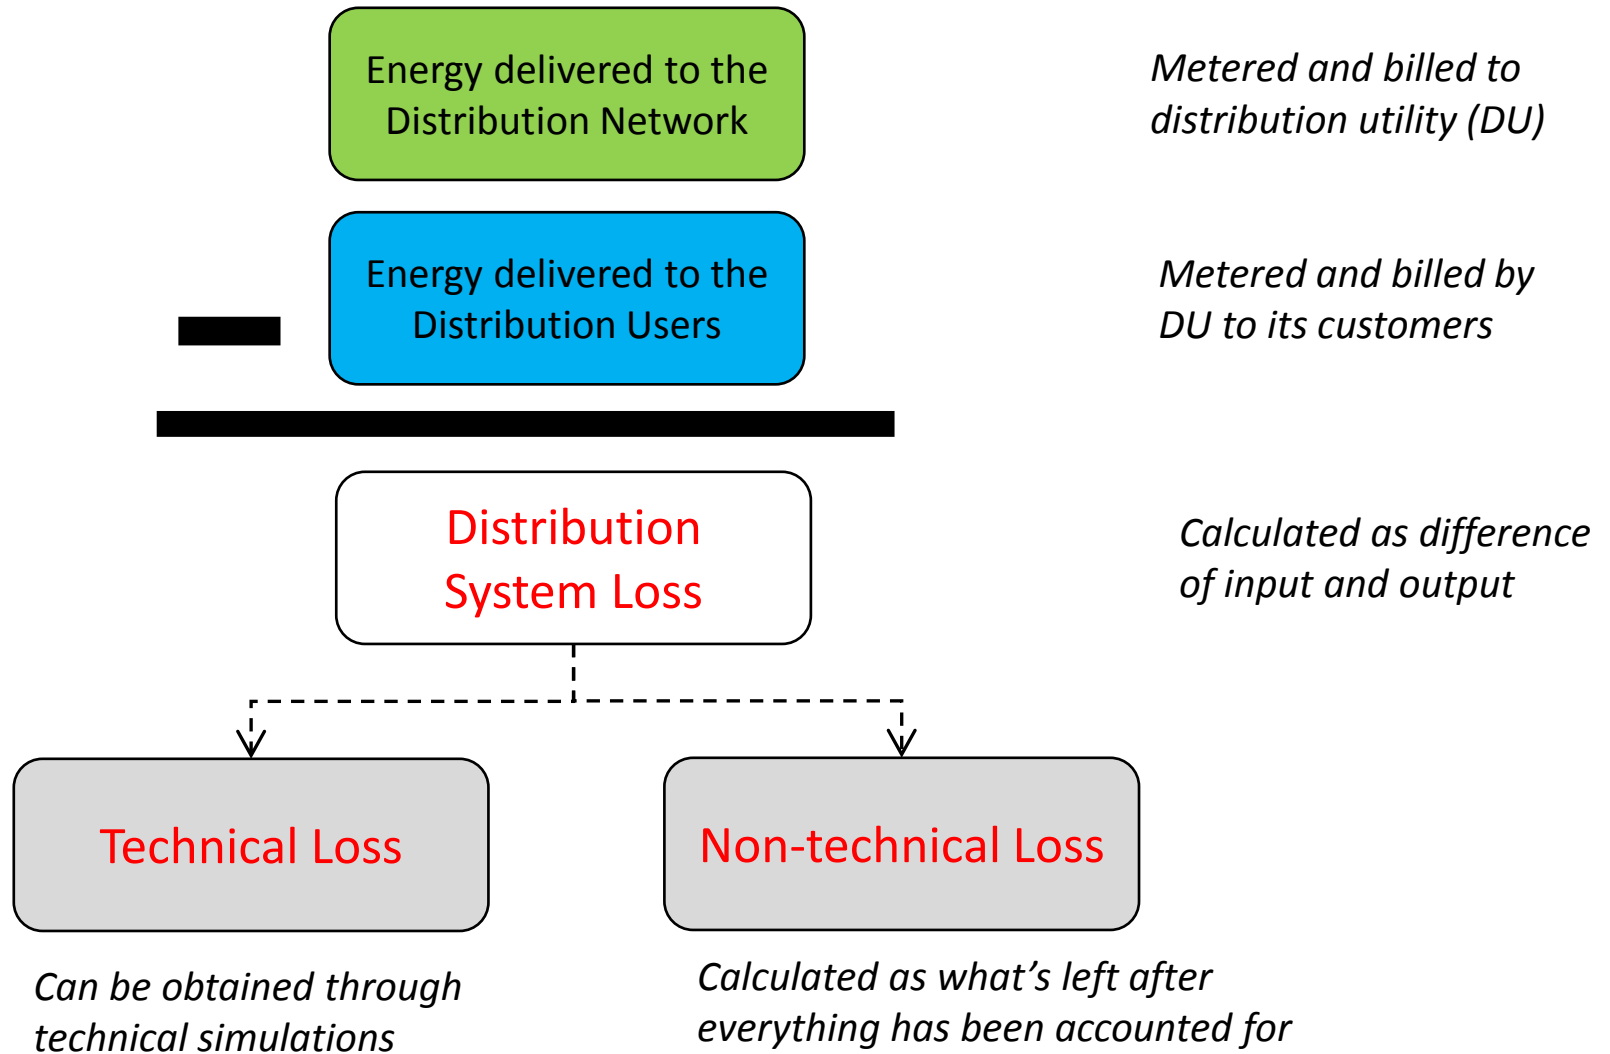 Energy delivered to the
Distribution Network
Metered and billed to
distribution utility (DU)
Energy delivered to the
Distribution Users
Metered and billed by
DU to its customers
Distribution
System Loss
Calculated as difference
of input and output
Technical Loss
Non-technical Loss
Can be obtained through
technical simulations
Calculated as what’s left after
everything has been accounted for